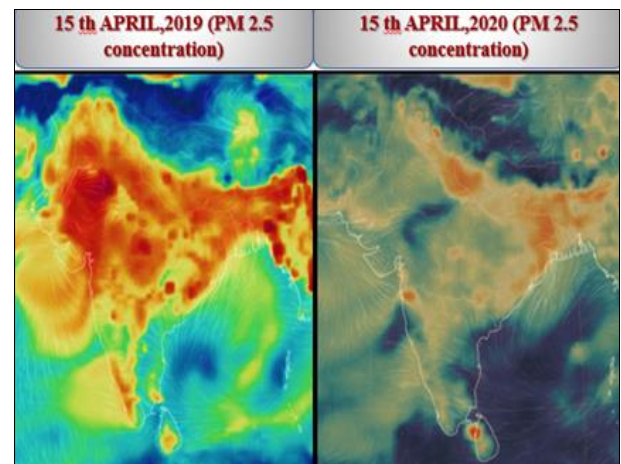 15 th APRIL,2019 (PM 2.5
concentration)
15 th APRIL,2020 (PM 2.5
concentration)